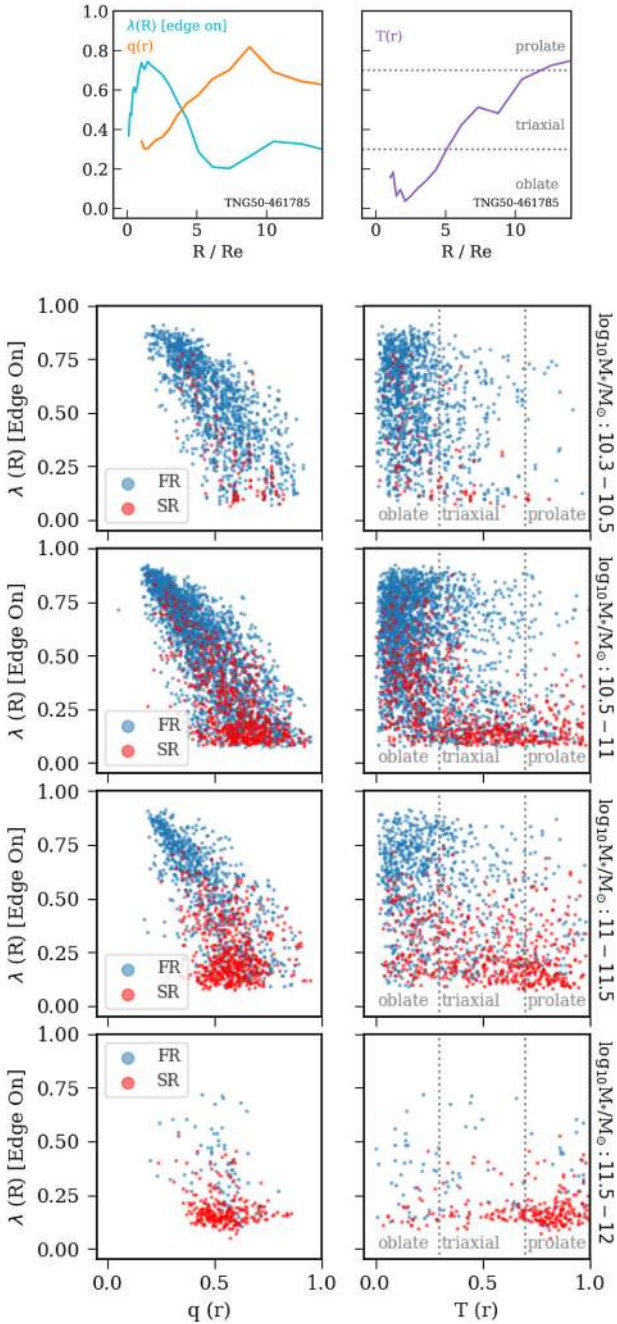 λ(R) [edge on]
q(r)
TNG50-461785
0.0
0.2
0.4
0.6
0.8
1.0
0
5
10
R / Re
T(r)
prolate
triaxial
oblate
TNG50-461785
0
5
10
R / Re
1.00
0.75
0.50
0.25
0.00
λ (R) [Edge On]
FR
SR
oblate triaxial prolate
log₁₀M*/M⊙ : 10.3 − 10.5
1.00
0.75
0.50
0.25
0.00
λ (R) [Edge On]
FR
SR
oblate triaxial prolate
log₁₀M*/M⊙ : 10.5 − 11
1.00
0.75
0.50
0.25
0.00
λ (R) [Edge On]
FR
SR
oblate triaxial prolate
log₁₀M*/M⊙ : 11 − 11.5
1.00
0.75
0.50
0.25
0.00
λ (R) [Edge On]
FR
SR
oblate triaxial prolate
log₁₀M*/M⊙ : 11.5 − 12
0.5 1.0
q (r)
0.0 0.5 1.0
T (r)